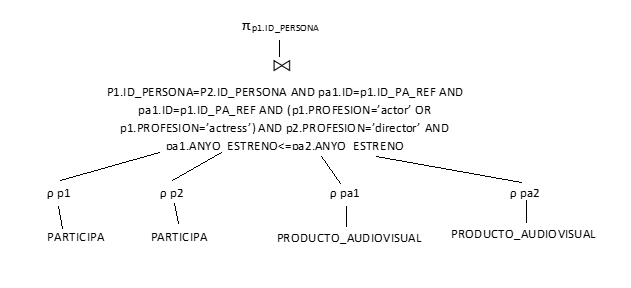 π p1.ID_PERSONA
⋈
P1.ID_PERSONA=P2.ID_PERSONA AND pa1.ID=p1.ID_PA_REF AND
pa1.ID=p1.ID_PA_REF AND (p1.PROFESION='actor' OR
p1.PROFESION='actress') AND p2.PROFESION='director' AND
pa1.ANYO_ESTRENO<=pa2.ANYO_ESTRENO
ρ p1 ρ p2 ρ pa1 ρ pa2
PARTICIPA PARTICIPA PRODUCTO_AUDIOVISUAL PRODUCTO_AUDIOVISUAL